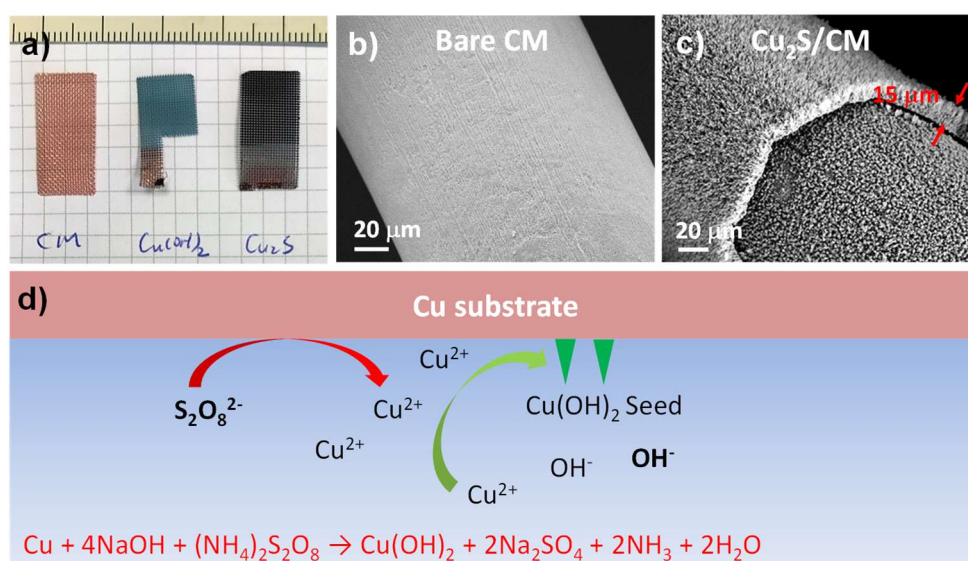 a)
CM
Cu(OH)₂
Cu₂S
b)
Bare CM
20 μm
c)
Cu₂S/CM
15 μm
20 μm
d)
Cu substrate
S₂O₈²⁻
Cu²⁺
Cu²⁺
Cu²⁺
Cu²⁺
Cu(OH)₂ Seed
OH⁻
OH⁻
Cu + 4NaOH + (NH₄)₂S₂O₈ → Cu(OH)₂ + 2Na₂SO₄ + 2NH₃ + 2H₂O